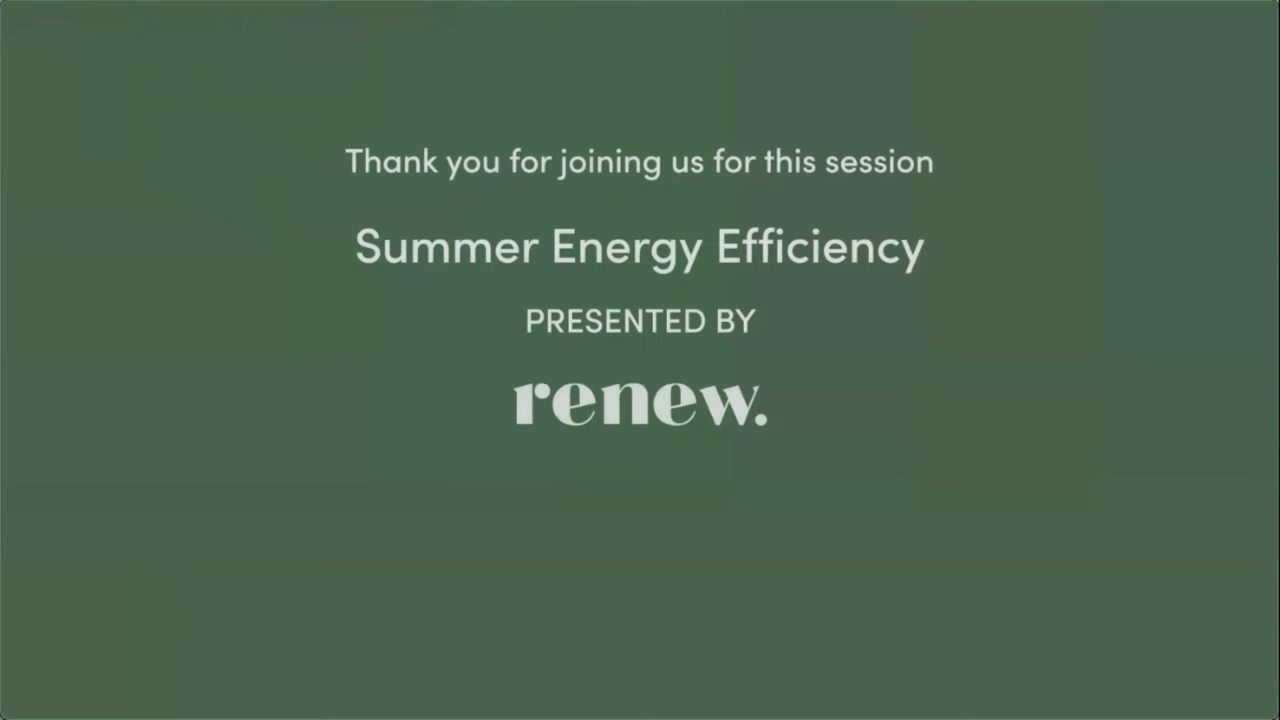 Thank you for joining us for this session
Summer Energy Efficiency
PRESENTED BY
renew.